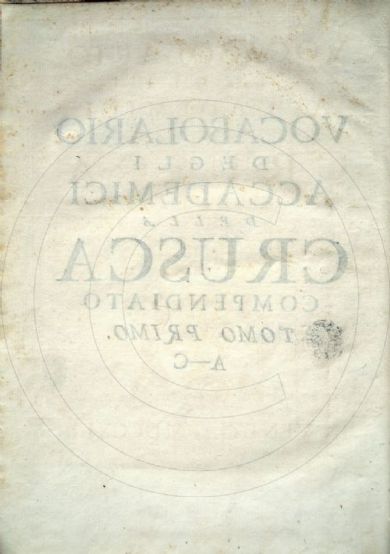 VOCABOLARIO
DEGLI
ACCADEMICI
DELLA
CRUSCA
COMPENDIATO
TOMO PRIMO.
A—C